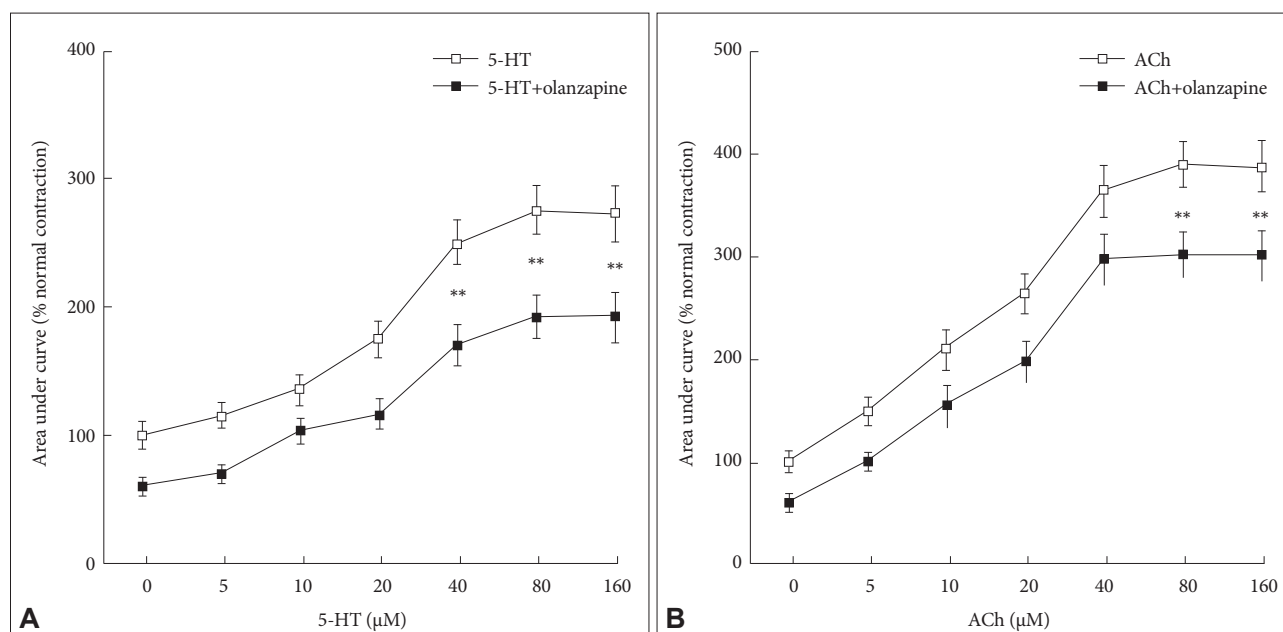 400
300
200
100
0
Area under curve (% normal contraction)
5-HT
5-HT+olanzapine
**
**
**
0 5 10 20 40 80 160
5-HT (μM)
A
500
400
300
200
100
0
Area under curve (% normal contraction)
ACh
ACh+olanzapine
**
**
0 5 10 20 40 80 160
ACh (μM)
B